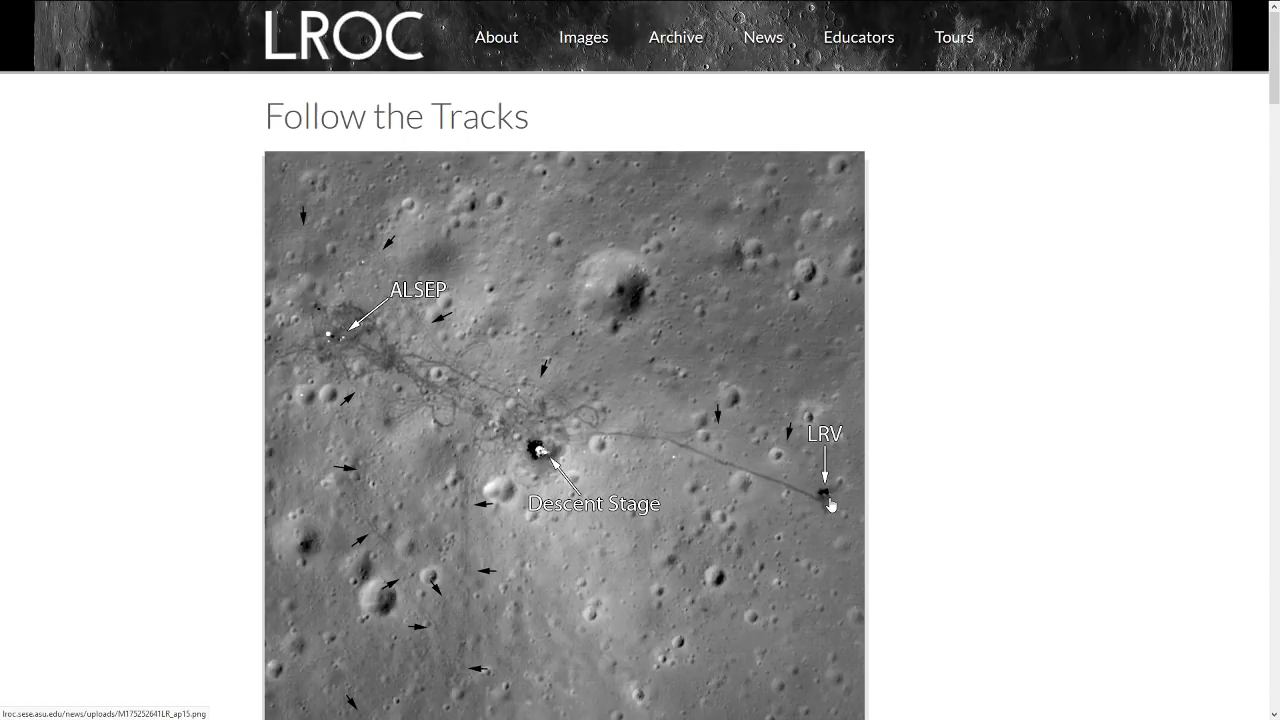 LROC
About Images Archive News Educators Tours
Follow the Tracks
ALSEP
LRV
Descent Stage
lroc.sese.asu.edu/news/uploads/M175252641LR_ap15.png